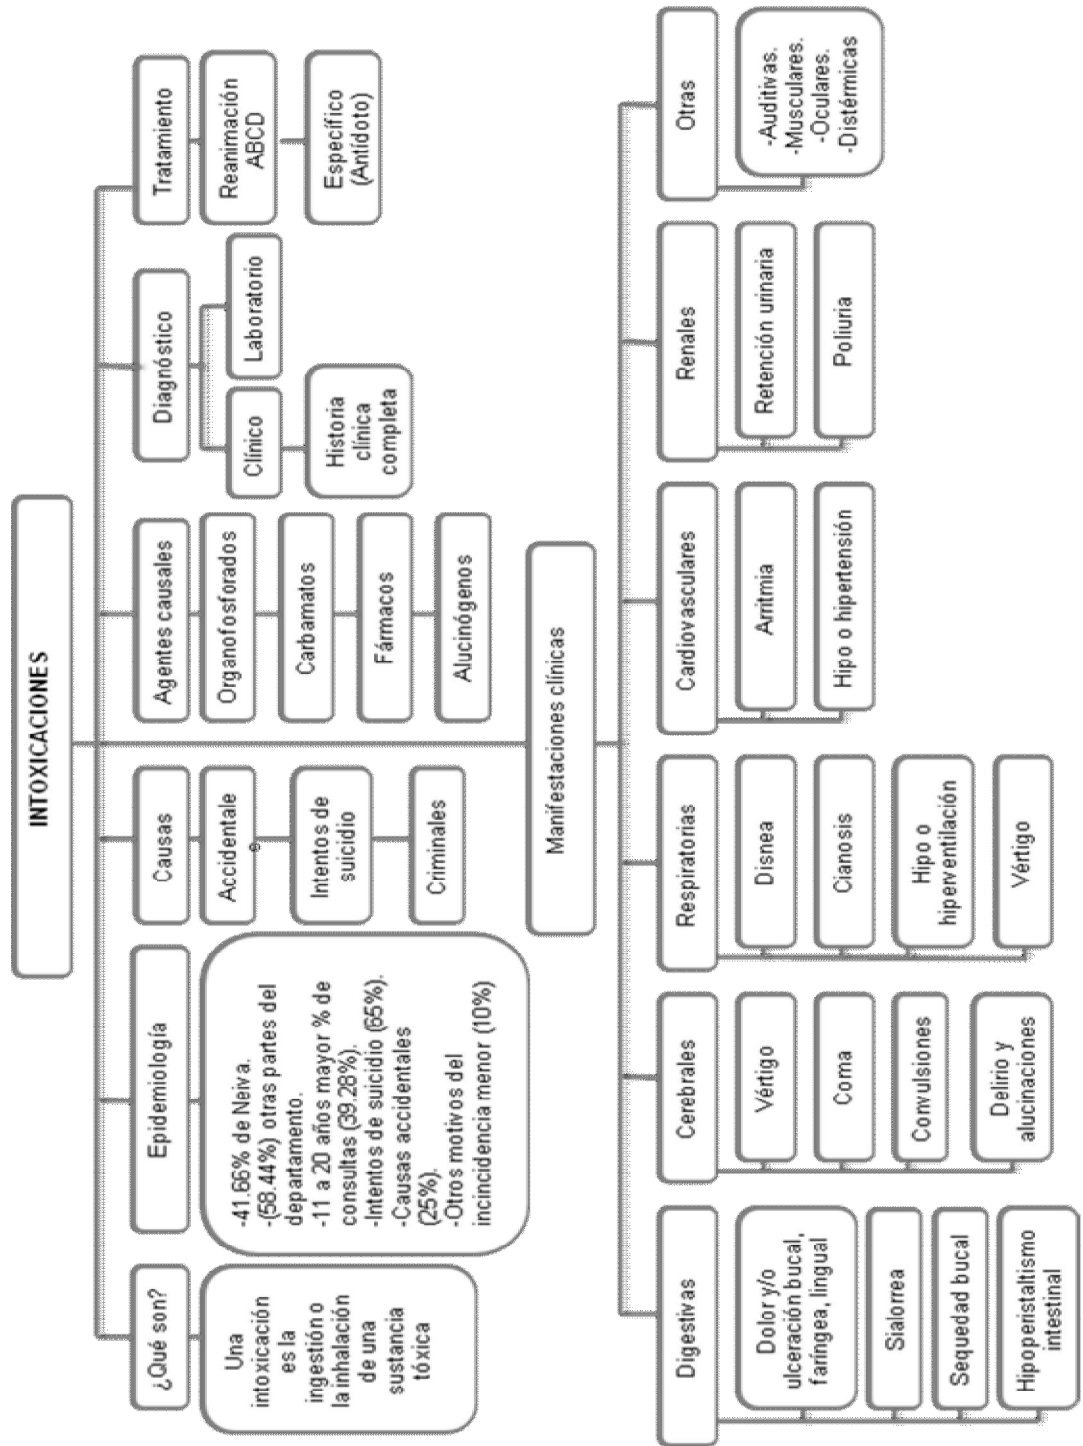 INTOXICACIONES
¿Qué son?
Una
intoxicación
es la
ingestión o
la inhalación
de una
sustancia
tóxica
Epidemiología
-41.66% de Neiva.
-(58.44%) otras partes del
departamento.
-11 a 20 años mayor % de
consultas (39.28%).
-Intentos de suicidio (65%).
-Causas accidentales
(25%).
-Otros motivos del
incincidencia menor (10%)
Causas
Accidentale
s
Intentos de
suicidio
Criminales
Agentes causales
Organofosforados
Carbamatos
Fármacos
Alucinógenos
Diagnóstico
Clínico
Historia
clínica
completa
Laboratorio
Tratamiento
Reanimación
ABCD
Específico
(Antídoto)
Manifestaciones clínicas
Digestivas
Dolor y/o
ulceración bucal,
faríngea, lingual
Sialorrea
Sequedad bucal
Hipoperistaltismo
intestinal
Cerebrales
Vértigo
Coma
Convulsiones
Delirio y
alucinaciones
Respiratorias
Disnea
Cianosis
Hipo o
hiperventilación
Vértigo
Cardiovasculares
Arritmia
Hipo o hipertensión
Renales
Retención urinaria
Poliuria
Otras
-Auditivas.
-Musculares.
-Oculares.
-Distérmicas